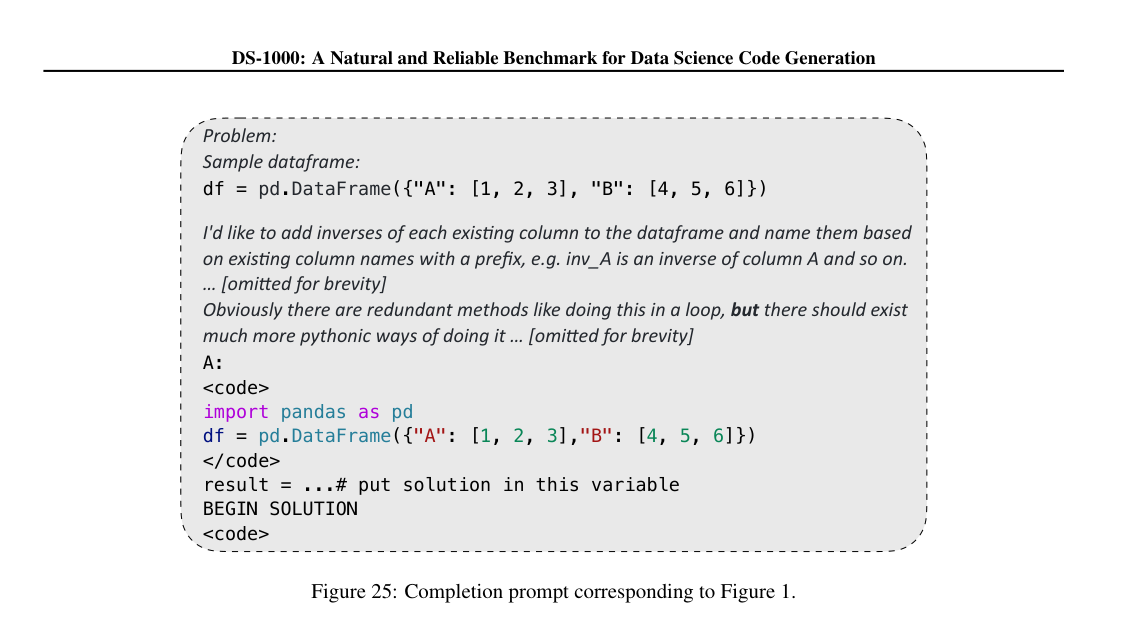 DS-1000: A Natural and Reliable Benchmark for Data Science Code Generation
Problem:
Sample dataframe:
df = pd.DataFrame({"A": [1, 2, 3], "B": [4, 5, 6]})
I'd like to add inverses of each existing column to the dataframe and name them based
on existing column names with a prefix, e.g. inv_A is an inverse of column A and so on.
… [omitted for brevity]
Obviously there are redundant methods like doing this in a loop, but there should exist
much more pythonic ways of doing it … [omitted for brevity]
A:
<code>
import pandas as pd
df = pd.DataFrame({"A": [1, 2, 3],"B": [4, 5, 6]})
</code>
result = ...# put solution in this variable
BEGIN SOLUTION
<code>
Figure 25: Completion prompt corresponding to Figure 1.